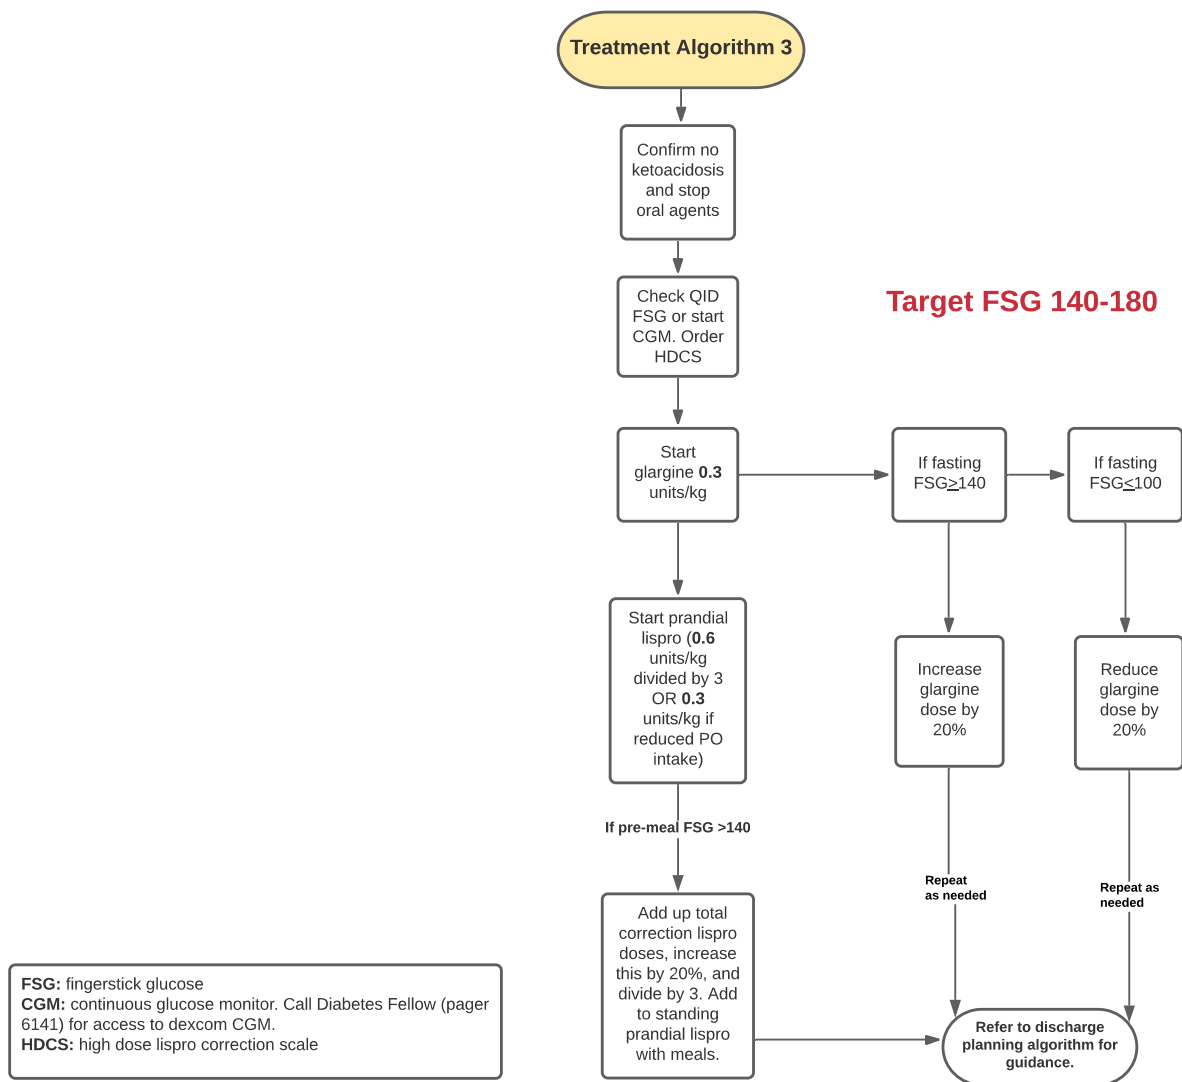 Treatment Algorithm 3
Confirm no
ketoacidosis
and stop
oral agents
Check QID
FSG or start
CGM. Order
HDCS
Target FSG 140-180
Start
glargine 0.3
units/kg
If fasting
FSG≥140
If fasting
FSG≤100
Start prandial
lispro (0.6
units/kg
divided by 3
OR 0.3
units/kg if
reduced PO
intake)
Increase
glargine
dose by
20%
Reduce
glargine
dose by
20%
If pre-meal FSG >140
Repeat
as needed
Repeat as
needed
Add up total
correction lispro
doses, increase
this by 20%, and
divide by 3. Add
to standing
prandial lispro
with meals.
FSG: fingerstick glucose
CGM: continuous glucose monitor. Call Diabetes Fellow (pager
6141) for access to dexcom CGM.
HDCS: high dose lispro correction scale
Refer to discharge
planning algorithm for
guidance.